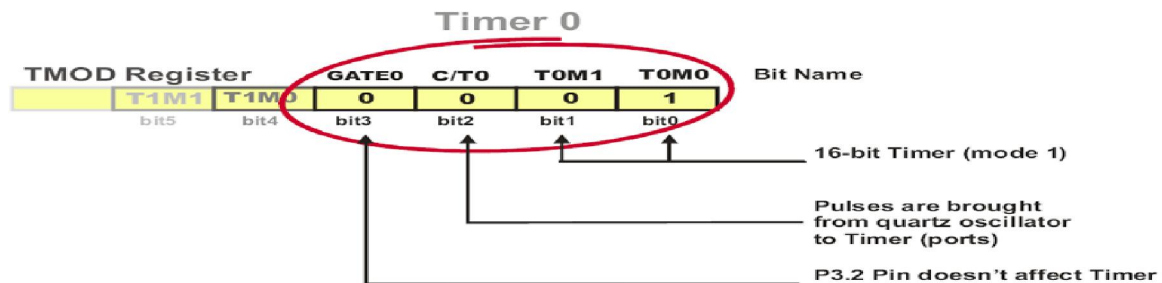 Timer 0
TMOD Register GATE0 C/T0 T0M1 T0M0 Bit Name
T1M1 T1M0 0 0 0 1
bit5 bit4 bit3 bit2 bit1 bit0
16-bit Timer (mode 1)
Pulses are brought
from quartz oscillator
to Timer (ports)
P3.2 Pin doesn't affect Timer